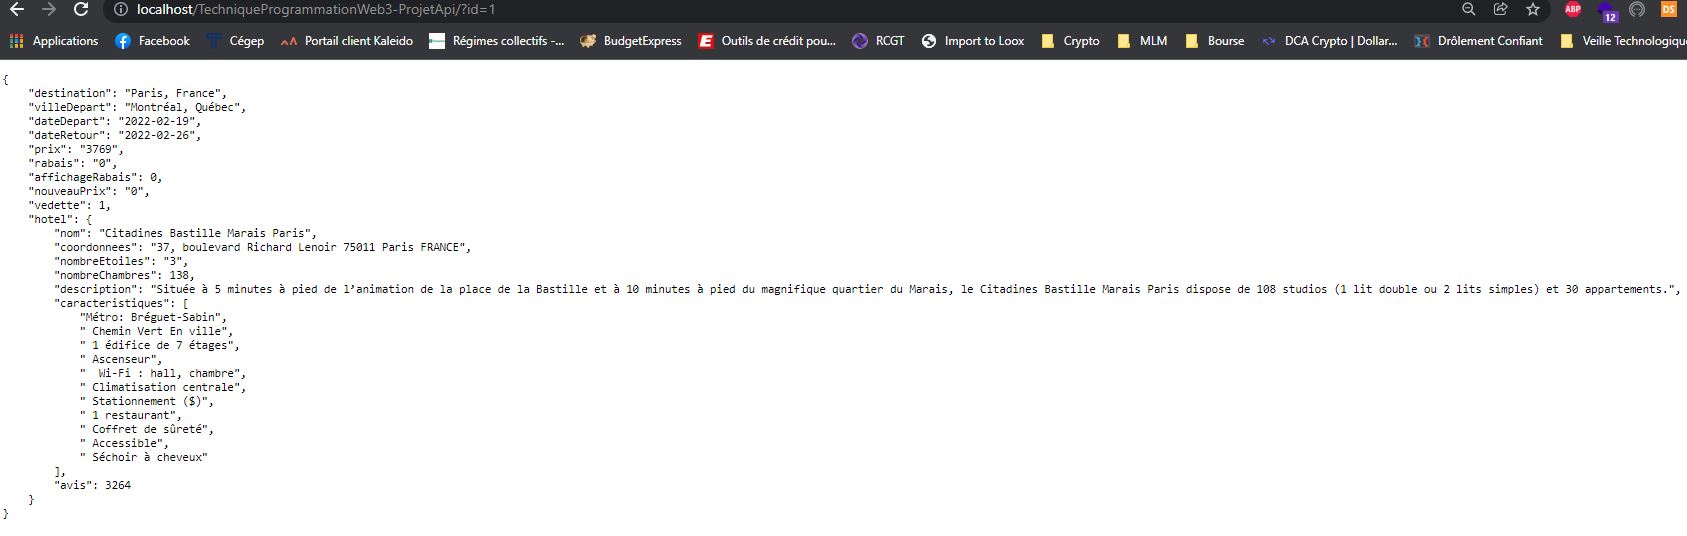 localhost/TechniqueProgrammationWeb3-ProjetApi/?id=1
ABP
12
DS
Applications Facebook Cégep Portail client Kaleido Régimes collectifs -... BudgetExpress Outils de crédit pou... RCGT Import to Loox Crypto MLM Bourse DCA Crypto | Dollar... Drôlement Confiant Veille Technologique
{
    "destination": "Paris, France",
    "villeDepart": "Montréal, Québec",
    "dateDepart": "2022-02-19",
    "dateRetour": "2022-02-26",
    "prix": "3769",
    "rabais": "0",
    "affichageRabais": 0,
    "nouveauPrix": "0",
    "vedette": 1,
    "hotel": {
        "nom": "Citadines Bastille Marais Paris",
        "coordonnees": "37, boulevard Richard Lenoir 75011 Paris FRANCE",
        "nombreEtoiles": "3",
        "nombreChambres": 138,
        "description": "Située à 5 minutes à pied de l’animation de la place de la Bastille et à 10 minutes à pied du magnifique quartier du Marais, le Citadines Bastille Marais Paris dispose de 108 studios (1 lit double ou 2 lits simples) et 30 appartements.",
        "caracteristiques": [
            "Métro: Bréguet-Sabin",
            " Chemin Vert En ville",
            " 1 édifice de 7 étages",
            " Ascenseur",
            "  Wi-Fi : hall, chambre",
            " Climatisation centrale",
            " Stationnement ($)",
            " 1 restaurant",
            " Coffret de sûreté",
            " Accessible",
            " Séchoir à cheveux"
        ],
        "avis": 3264
    }
}